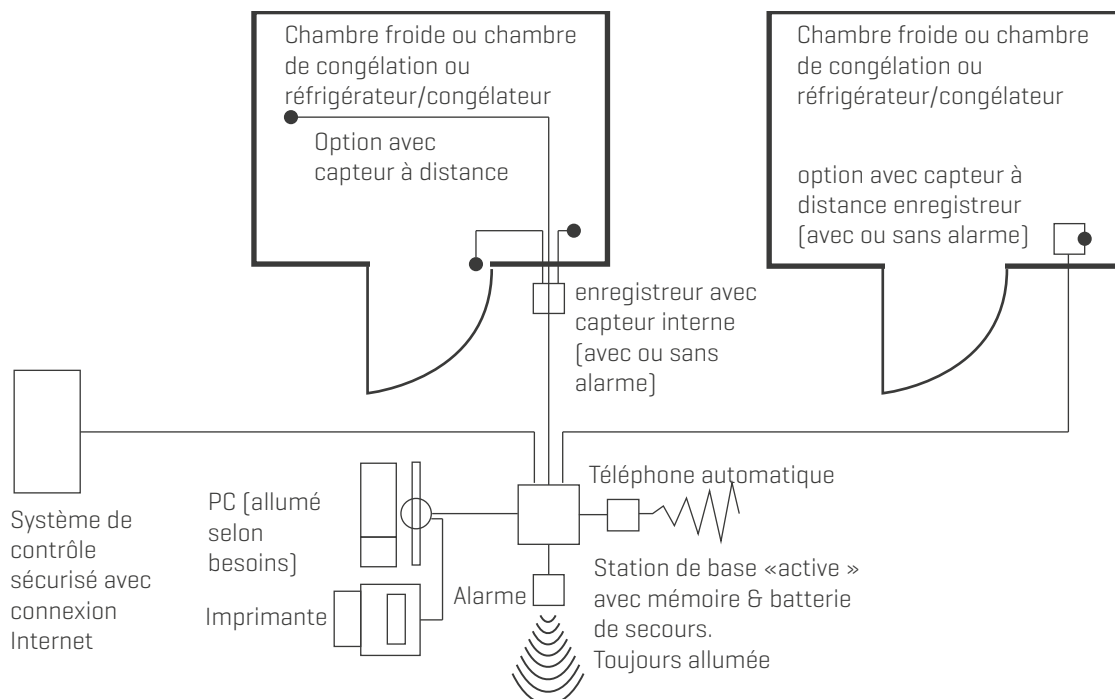 Chambre froide ou chambre
de congélation ou
réfrigérateur/congélateur
Option avec
capteur à distance
Chambre froide ou chambre
de congélation ou
réfrigérateur/congélateur
option avec capteur à
distance enregistreur
(avec ou sans alarme)
enregistreur avec
capteur interne
(avec ou sans
alarme)
Système de
contrôle
sécurisé avec
connexion
Internet
PC (allumé
selon
besoins)
Imprimante
Téléphone automatique
Alarme
Station de base «active »
avec mémoire & batterie
de secours.
Toujours allumée